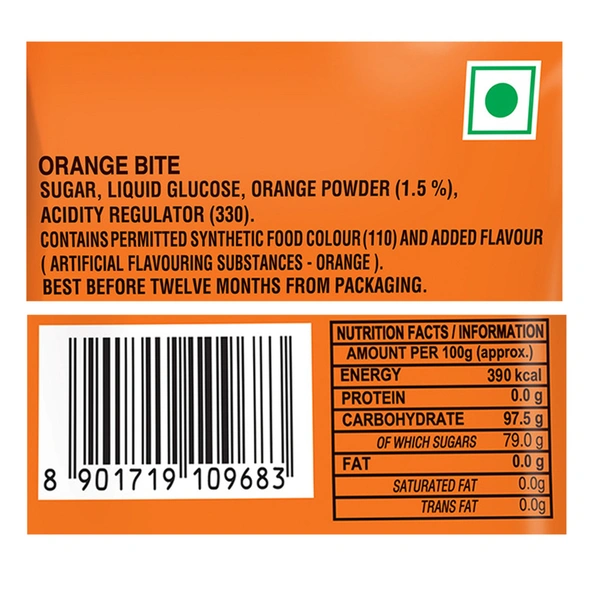 ORANGE BITE
SUGAR, LIQUID GLUCOSE, ORANGE POWDER (1.5 %),
ACIDITY REGULATOR (330).
CONTAINS PERMITTED SYNTHETIC FOOD COLOUR (110) AND ADDED FLAVOUR
( ARTIFICIAL FLAVOURING SUBSTANCES - ORANGE ).
BEST BEFORE TWELVE MONTHS FROM PACKAGING.
8 901719 109683
NUTRITION FACTS / INFORMATION
AMOUNT PER 100g (approx.)
ENERGY 390 kcal
PROTEIN 0.0 g
CARBOHYDRATE 97.5 g
OF WHICH SUGARS 79.0 g
FAT 0.0 g
SATURATED FAT 0.0g
TRANS FAT 0.0g